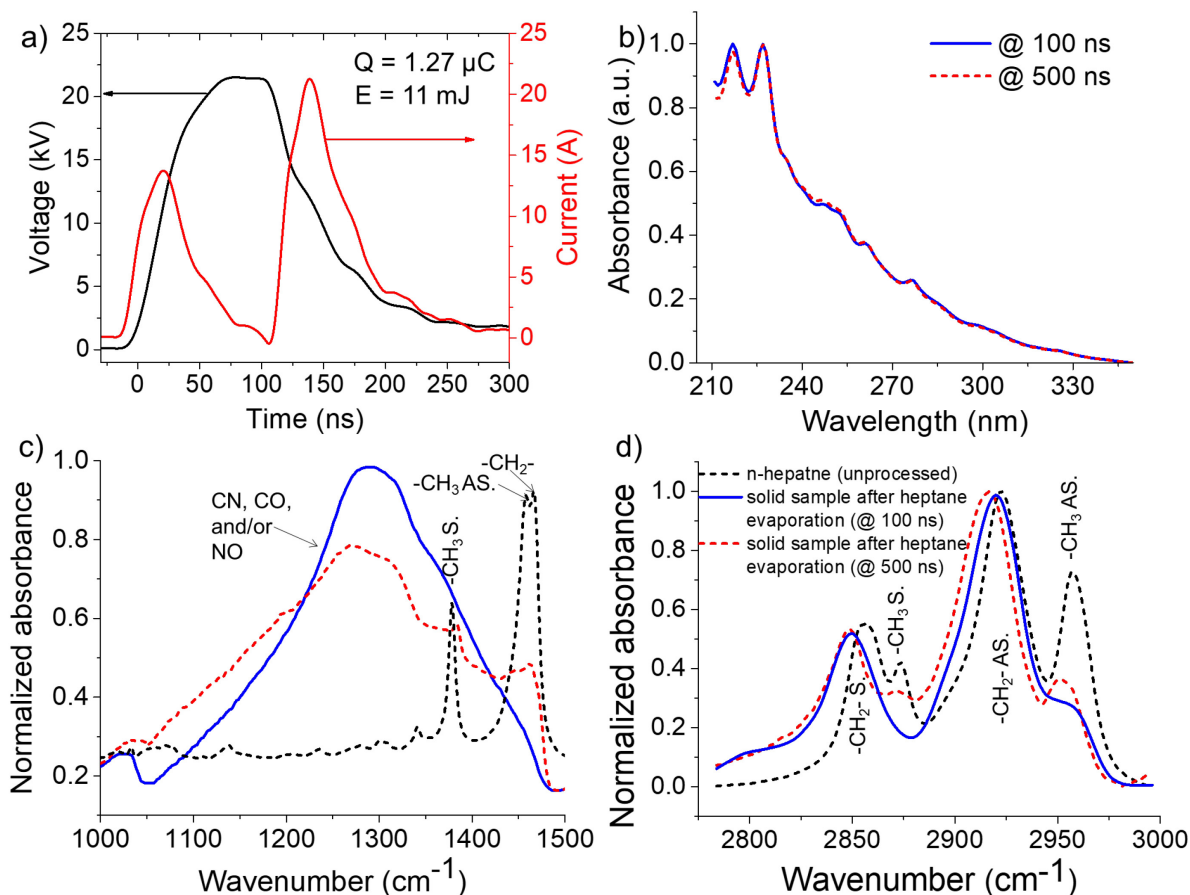 a)
Q = 1.27 µC
E = 11 mJ
Voltage (kV)
25
20
15
10
5
0
Current (A)
25
20
15
10
5
0
0 50 100 150 200 250 300
Time (ns)
b)
@ 100 ns
@ 500 ns
Absorbance (a.u.)
1.0
0.8
0.6
0.4
0.2
0.0
210 240 270 300 330
Wavelength (nm)
c)
-CH2-
-CH3 AS.
CN, CO,
and/or
NO
-CH3 S.
Normalized absorbance
1.0
0.8
0.6
0.4
0.2
1000 1100 1200 1300 1400 1500
Wavenumber (cm-1)
d)
n-hepatne (unprocessed)
solid sample after heptane
evaporation (@ 100 ns)
solid sample after heptane
evaporation (@ 500 ns)
-CH2- S.
-CH3 S.
-CH2- AS.
-CH3 AS.
Normalized absorbance
1.0
0.8
0.6
0.4
0.2
0.0
2800 2850 2900 2950 3000
Wavenumber (cm-1)